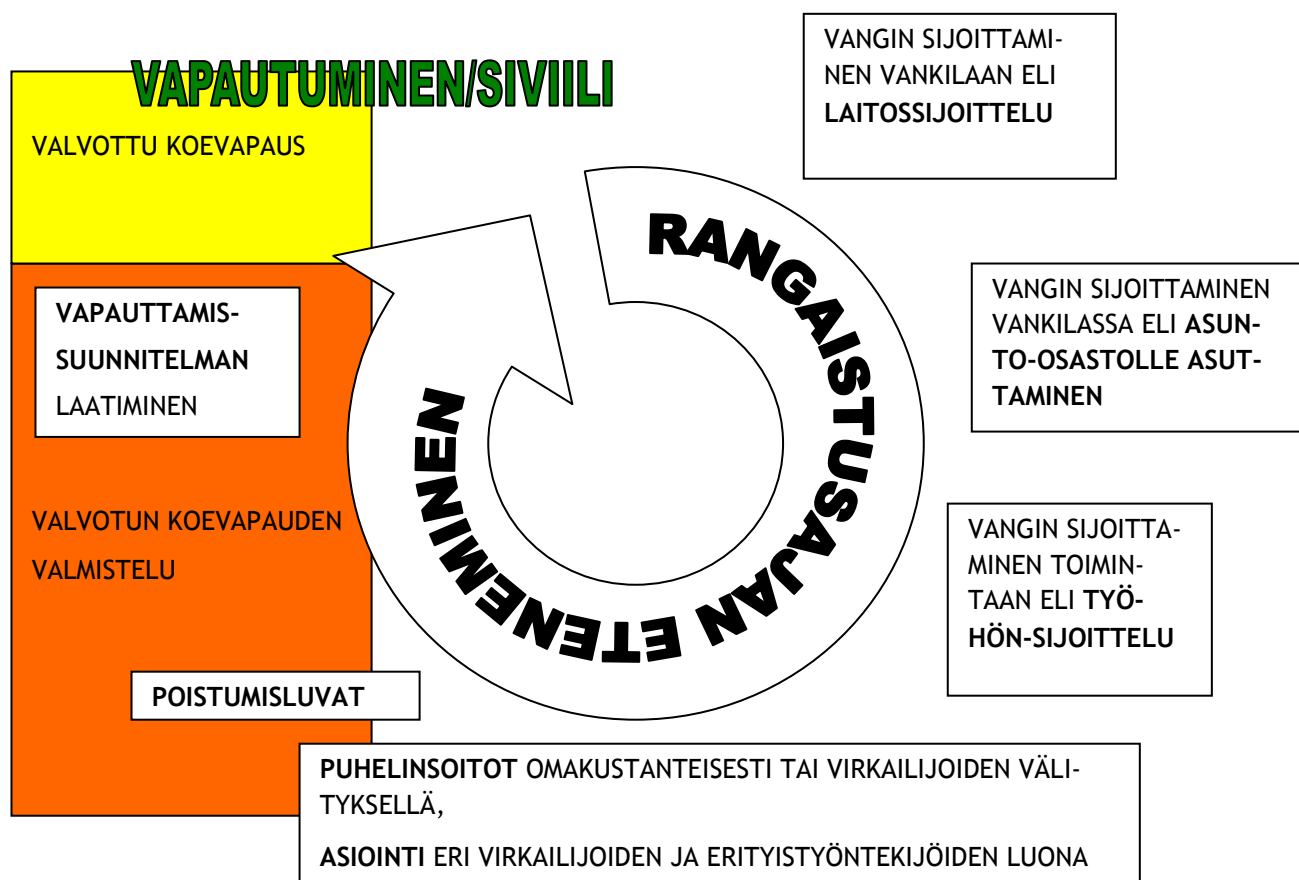 VAPAUTUMINEN/SIVIILI
VALVOTTU KOEVAPAUS
VANGIN SIJOITTAMI-
NEN VANKILAAN ELI
LAITOSSIJOITTELU
RANGAISTUSAJAN ETENEMINEN
VANGIN SIJOITTAMINEN
VANKILASSA ELI ASUN-
TO-OSASTOLLE ASUT-
TAMINEN
VANGIN SIJOITTA-
MINEN TOIMIN-
TAAN ELI TYÖ-
HÖN-SIJOITTELU
VAPAUTTAMIS-
SUUNNITELMAN
LAATIMINEN
VALVOTUN KOEVAPAUDEN
VALMISTELU
POISTUMISLUVAT
PUHELINSOITOT OMAKUSTANTEISESTI TAI VIRKAILIJOIDEN VÄLI-
TYKSELLÄ,
ASIOINTI ERI VIRKAILIJOIDEN JA ERITYISTYÖNTEKIJÖIDEN LUONA